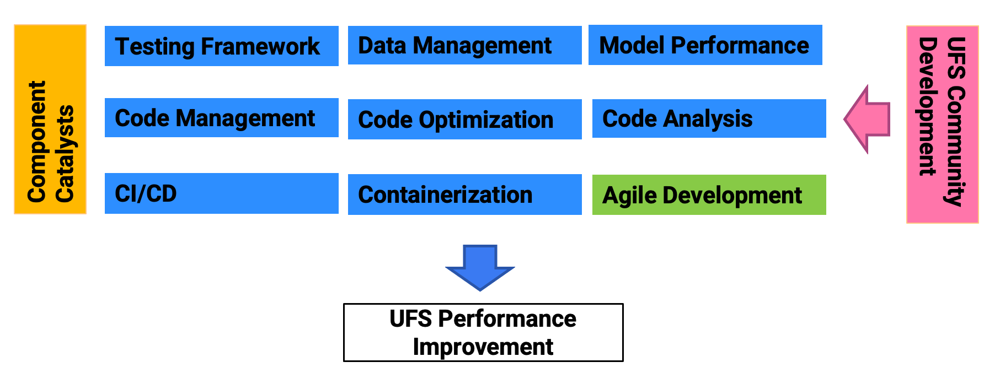 Component
Catalysts
Testing Framework
Data Management
Model Performance
Code Management
Code Optimization
Code Analysis
CI/CD
Containerization
Agile Development
UFS Community
Development
UFS Performance
Improvement